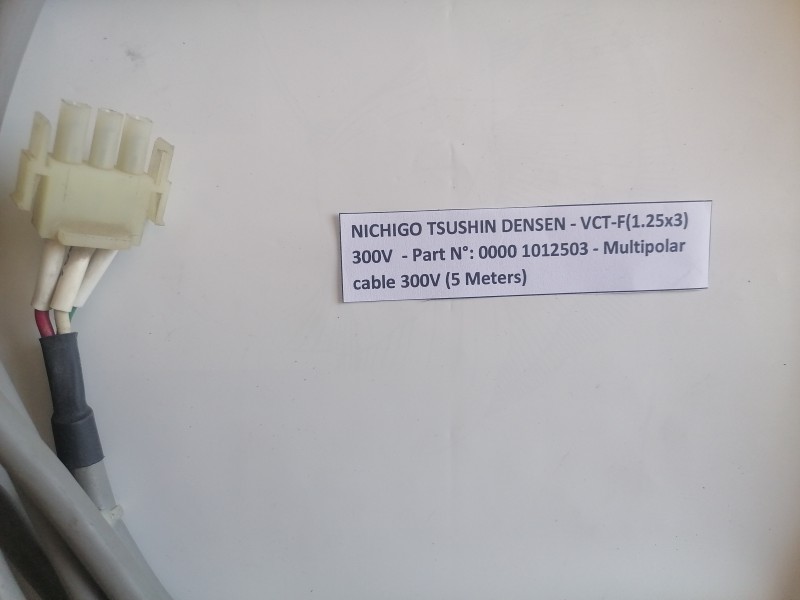 NICHIGO TSUSHIN DENSEN - VCT-F(1.25x3)
300V - Part N°: 0000 1012503 - Multipolar
cable 300V (5 Meters)